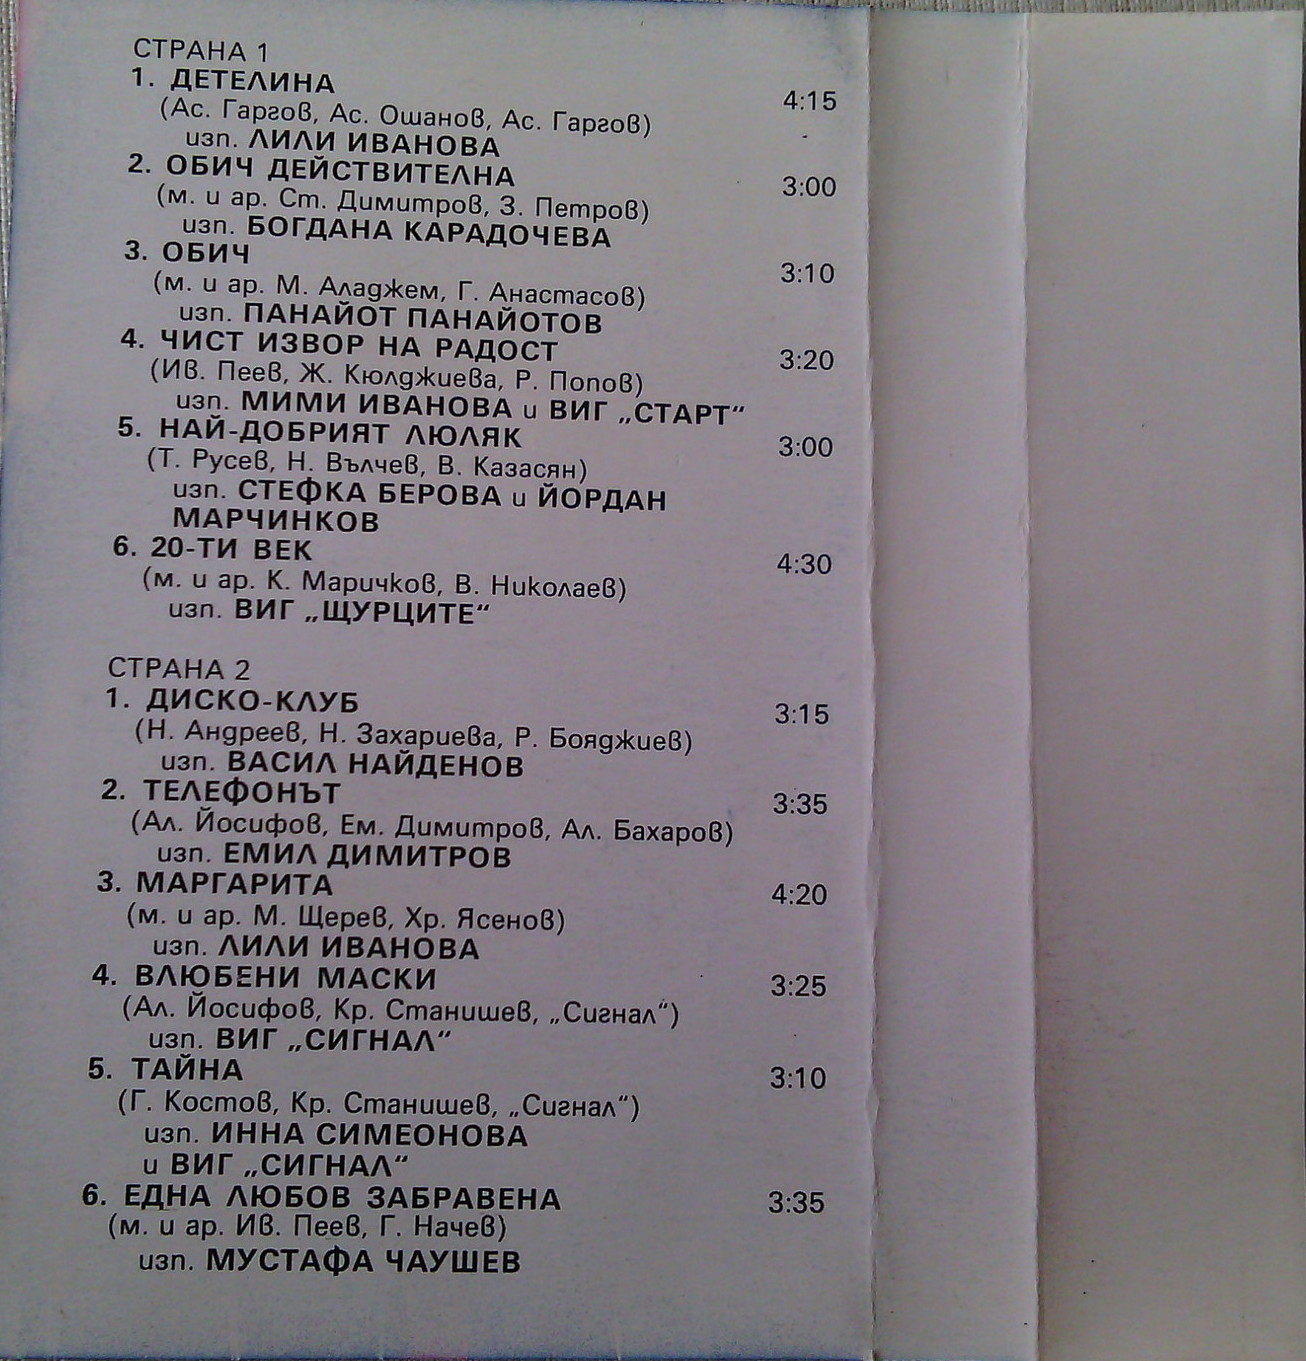 СТРАНА 1
1. ДЕТЕЛИНА 4:15
(Ас. Гаргов, Ас. Ошанов, Ас. Гаргов)
изп. ЛИЛИ ИВАНОВА
2. ОБИЧ ДЕЙСТВИТЕЛНА 3:00
(м. и ар. Ст. Димитров, З. Петров)
изп. БОГДАНА КАРАДОЧЕВА
3. ОБИЧ 3:10
(м. и ар. М. Аладжем, Г. Анастасов)
изп. ПАНАЙОТ ПАНАЙОТОВ
4. ЧИСТ ИЗВОР НА РАДОСТ 3:20
(Ив. Пеев, Ж. Кюлджиева, Р. Попов)
изп. МИМИ ИВАНОВА и ВИГ „СТАРТ“
5. НАЙ-ДОБРИЯТ ЛЮЛЯК 3:00
(Т. Русев, Н. Вълчев, В. Казасян)
изп. СТЕФКА БЕРОВА и ЙОРДАН
МАРЧИНКОВ
6. 20-ТИ ВЕК 4:30
(м. и ар. К. Маричков, В. Николаев)
изп. ВИГ „ЩУРЦИТЕ“
СТРАНА 2
1. ДИСКО-КЛУБ 3:15
(Н. Андреев, Н. Захариева, Р. Бояджиев)
изп. ВАСИЛ НАЙДЕНОВ
2. ТЕЛЕФОНЪТ 3:35
(Ал. Йосифов, Ем. Димитров, Ал. Бахаров)
изп. ЕМИЛ ДИМИТРОВ
3. МАРГАРИТА 4:20
(м. и ар. М. Щерев, Хр. Ясенов)
изп. ЛИЛИ ИВАНОВА
4. ВЛЮБЕНИ МАСКИ 3:25
(Ал. Йосифов, Кр. Станишев, „Сигнал“)
изп. ВИГ „СИГНАЛ“
5. ТАЙНА 3:10
(Г. Костов, Кр. Станишев, „Сигнал“)
изп. ИННА СИМЕОНОВА
и ВИГ „СИГНАЛ“
6. ЕДНА ЛЮБОВ ЗАБРАВЕНА 3:35
(м. и ар. Ив. Пеев, Г. Начев)
изп. МУСТАФА ЧАУШЕВ